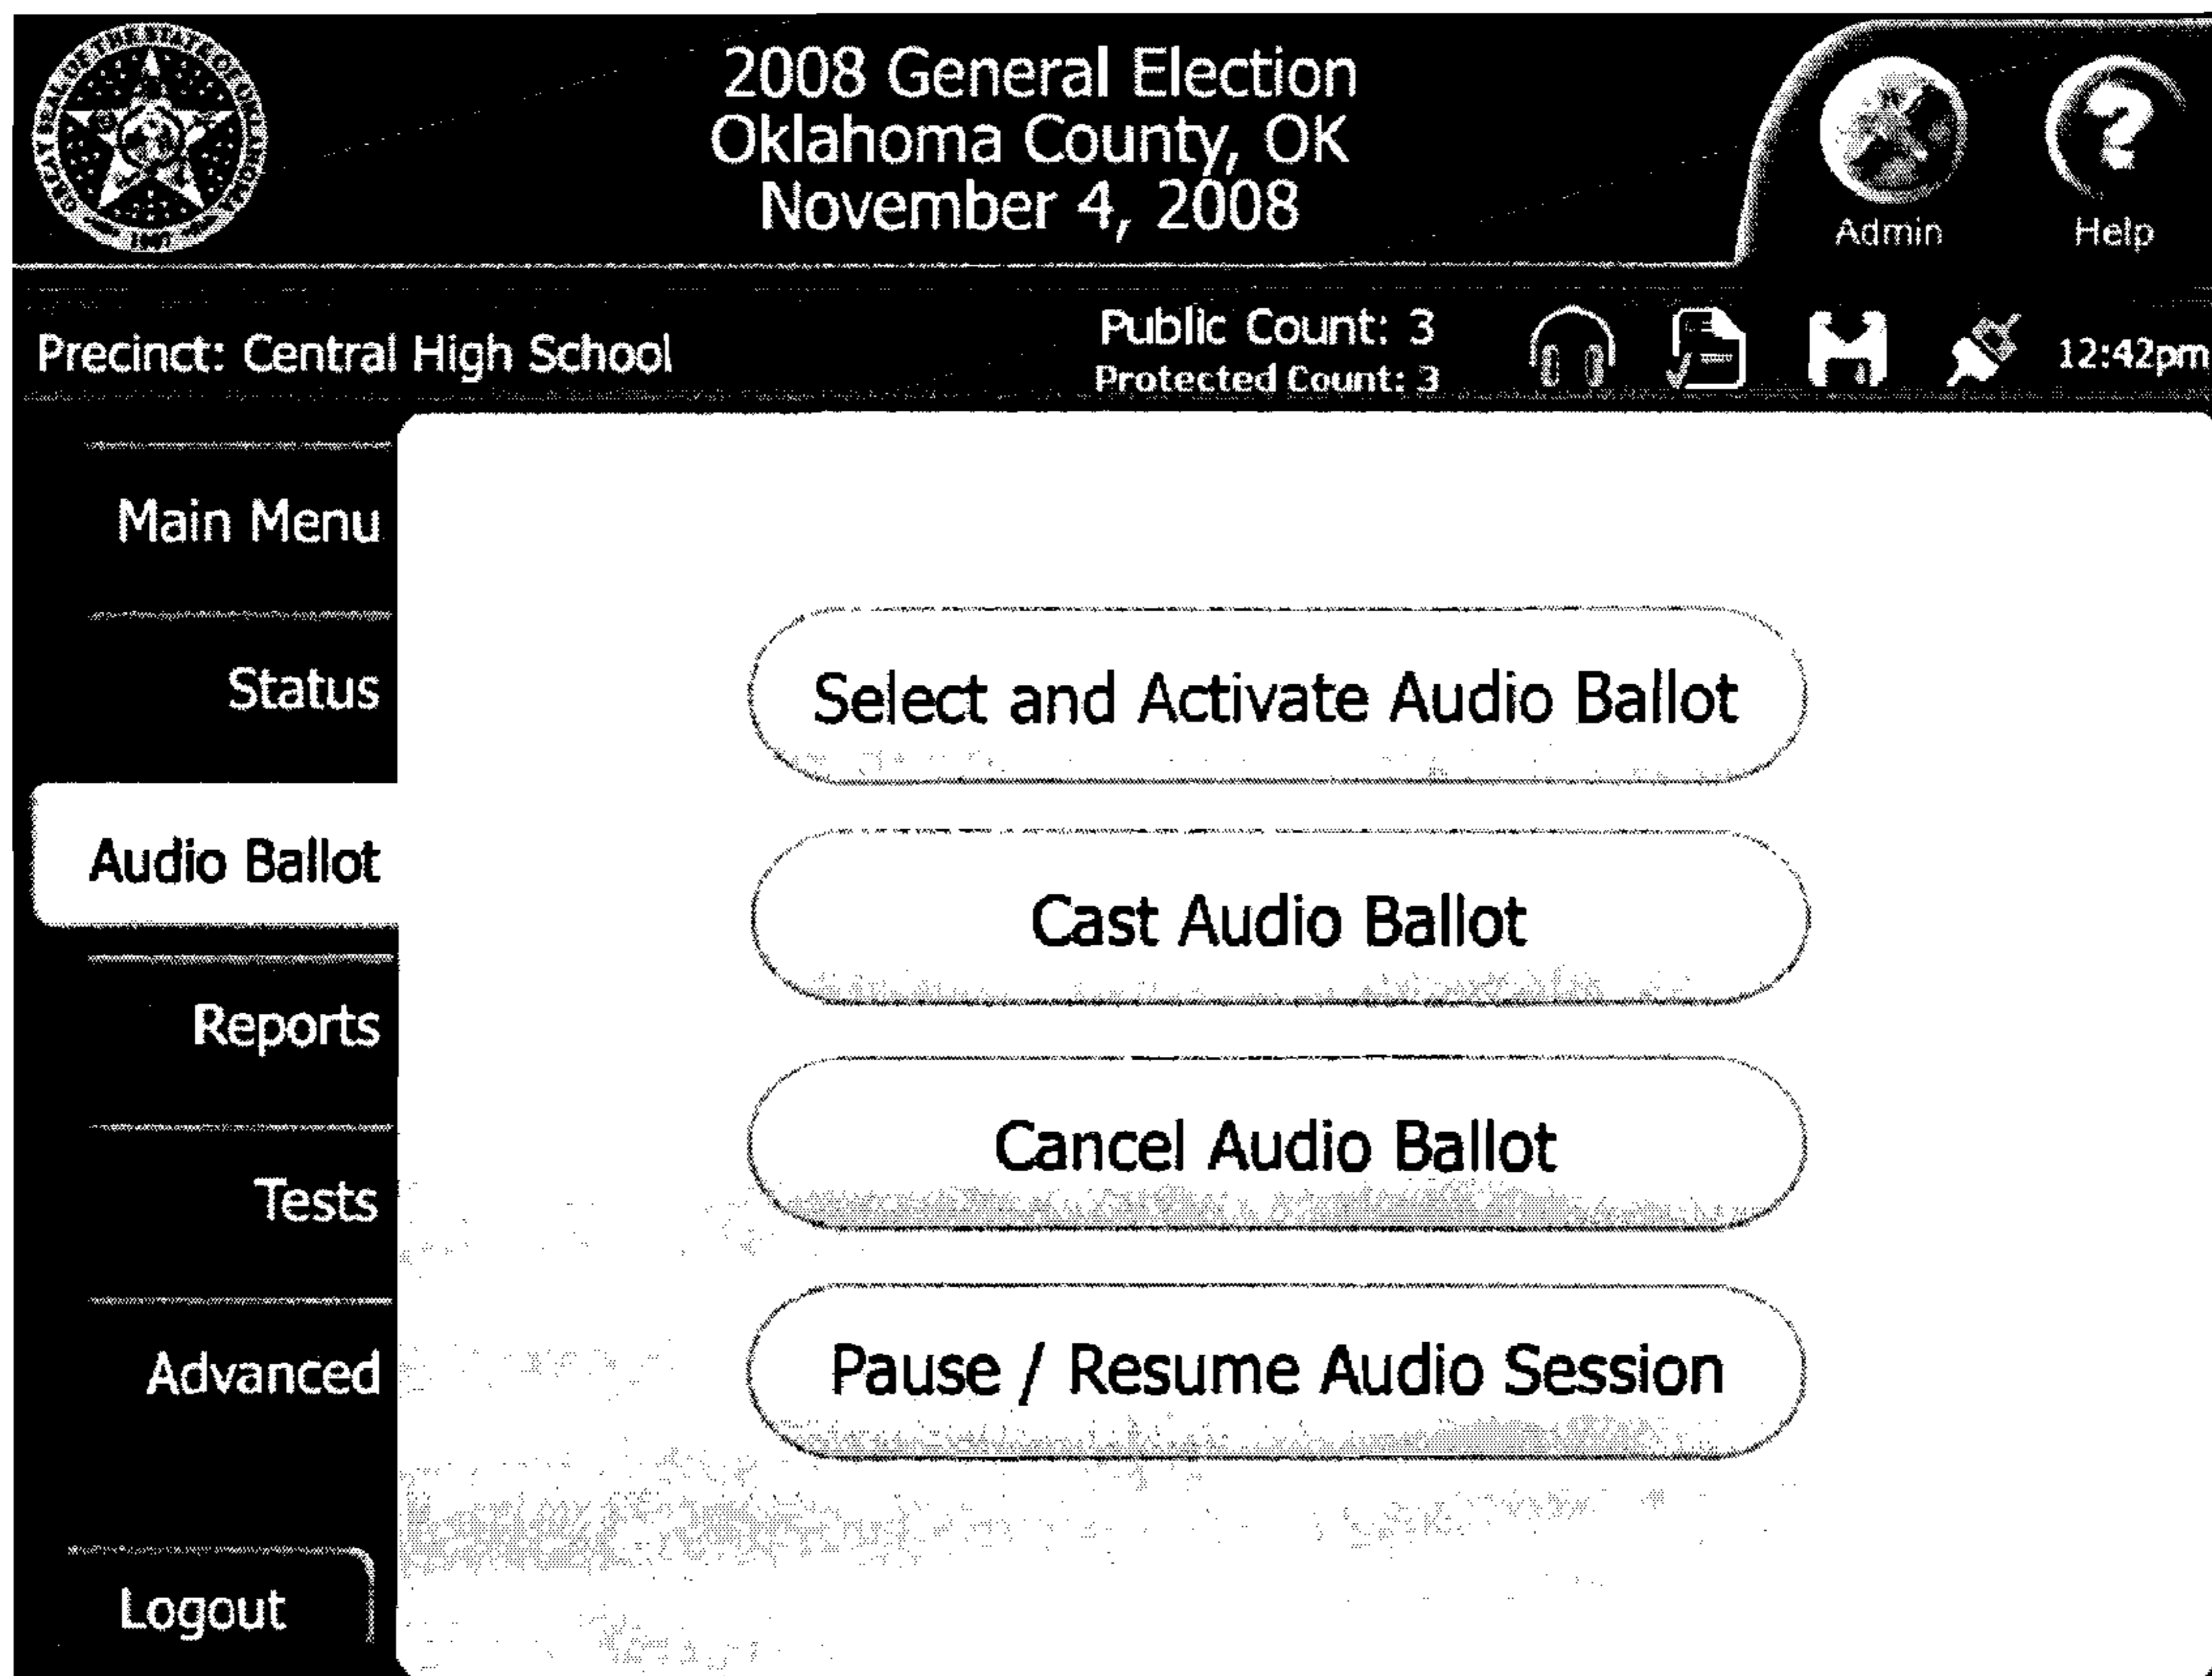 2008 General Election
Oklahoma County, OK
November 4, 2008
Admin
Help
Precinct: Central High School
Public Count: 3
Protected Count: 3
12:42pm
Main Menu
Status
Audio Ballot
Reports
Tests
Advanced
Logout
Select and Activate Audio Ballot
Cast Audio Ballot
Cancel Audio Ballot
Pause / Resume Audio Session